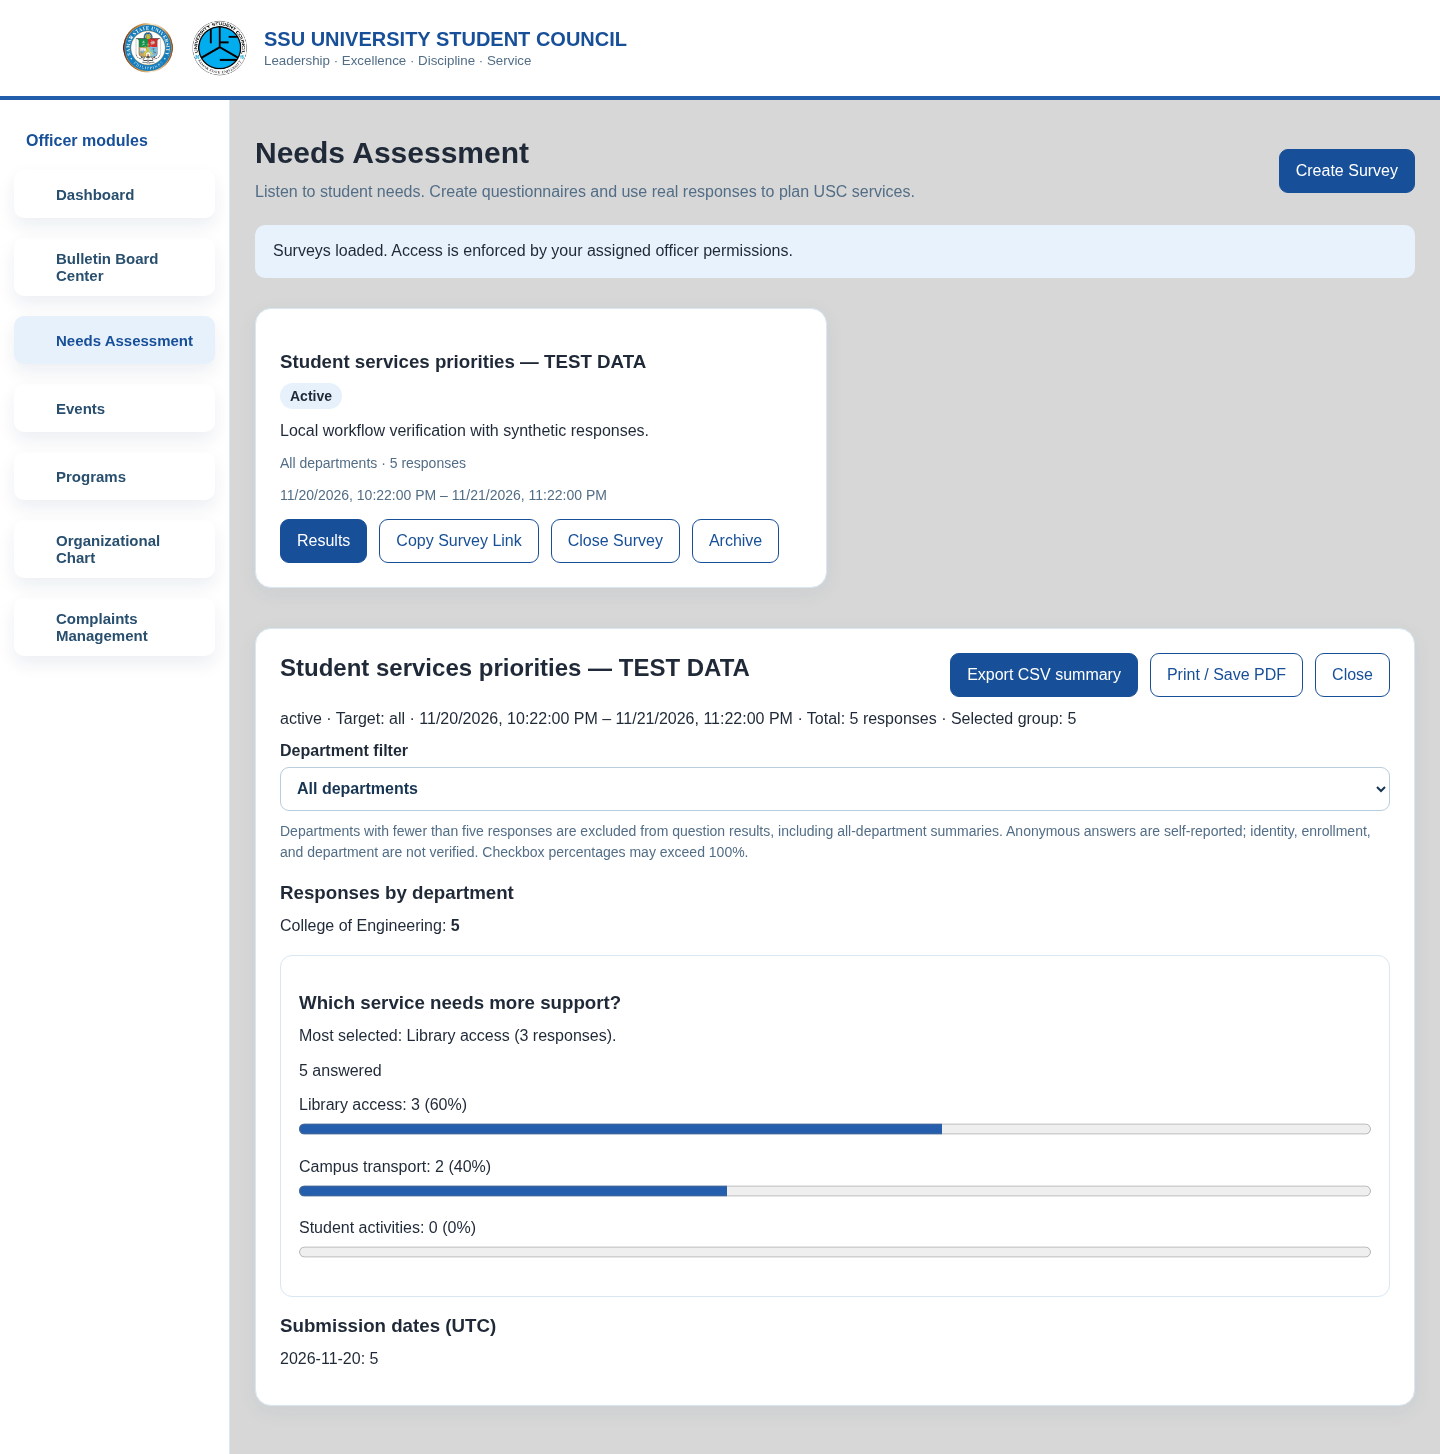 SSU UNIVERSITY STUDENT COUNCIL
Leadership · Excellence · Discipline · Service
Officer modules
Dashboard
Bulletin Board
Center
Needs Assessment
Events
Programs
Organizational
Chart
Complaints
Management
Needs Assessment
Listen to student needs. Create questionnaires and use real responses to plan USC services.
Create Survey
Surveys loaded. Access is enforced by your assigned officer permissions.
Student services priorities — TEST DATA
Active
Local workflow verification with synthetic responses.
All departments · 5 responses
11/20/2026, 10:22:00 PM – 11/21/2026, 11:22:00 PM
Results
Copy Survey Link
Close Survey
Archive
Student services priorities — TEST DATA
Export CSV summary
Print / Save PDF
Close
active · Target: all · 11/20/2026, 10:22:00 PM – 11/21/2026, 11:22:00 PM · Total: 5 responses · Selected group: 5
Department filter
All departments
Departments with fewer than five responses are excluded from question results, including all-department summaries. Anonymous answers are self-reported; identity, enrollment,
and department are not verified. Checkbox percentages may exceed 100%.
Responses by department
College of Engineering: 5
Which service needs more support?
Most selected: Library access (3 responses).
5 answered
Library access: 3 (60%)
Campus transport: 2 (40%)
Student activities: 0 (0%)
Submission dates (UTC)
2026-11-20: 5